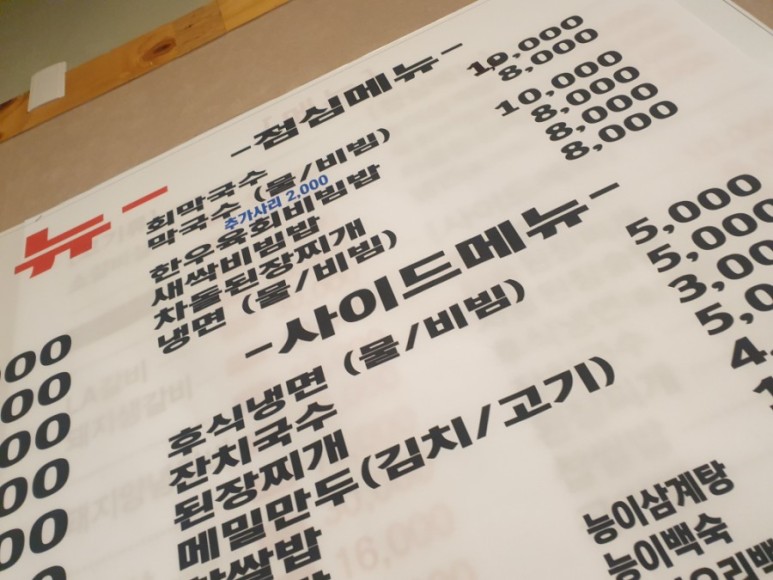 뉴-
-점심메뉴-
회막국수 10,000
막국수 (물/비빔) 8,000
추가사리 2,000
한우육회비빔밥 10,000
새싹비빔밥 8,000
차돌된장찌개 8,000
냉면 (물/비빔) 8,000
-사이드메뉴-
후식냉면 (물/비빔) 5,000
잔치국수 5,000
된장찌개 3,00
메밀만두(김치/고기) 5,0
쌀밥 4,
능이삼계탕
능이백숙